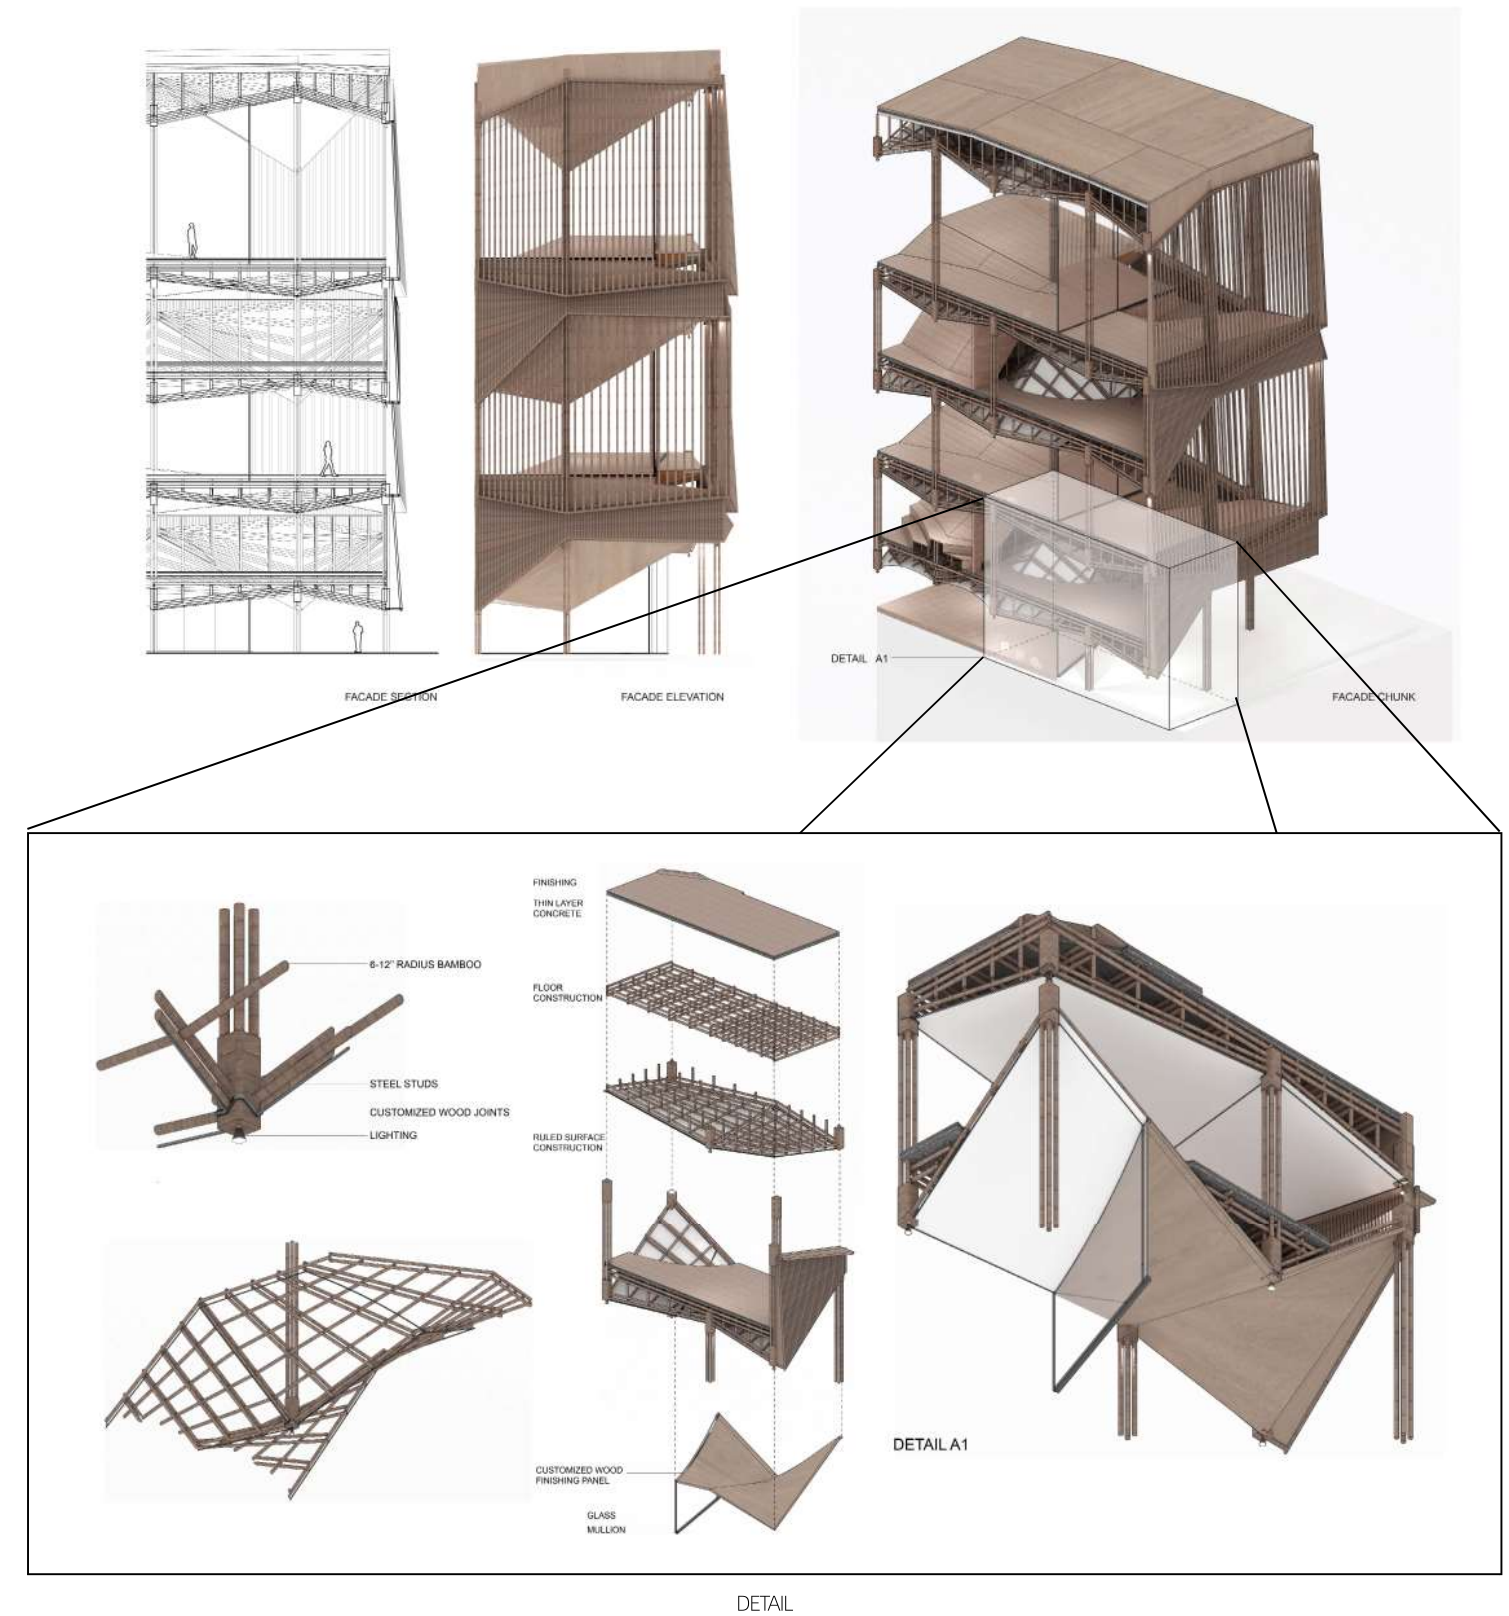 DETAIL A1
FACADE SECTION
FACADE ELEVATION
FACADE CHUNK
6-12" RADIUS BAMBOO
STEEL STUDS
CUSTOMIZED WOOD JOINTS
LIGHTING
FINISHING
THIN LAYER
CONCRETE
FLOOR
CONSTRUCTION
RULED SURFACE
CONSTRUCTION
CUSTOMIZED WOOD
FINISHING PANEL
GLASS
MULLION
DETAIL A1
DETAIL